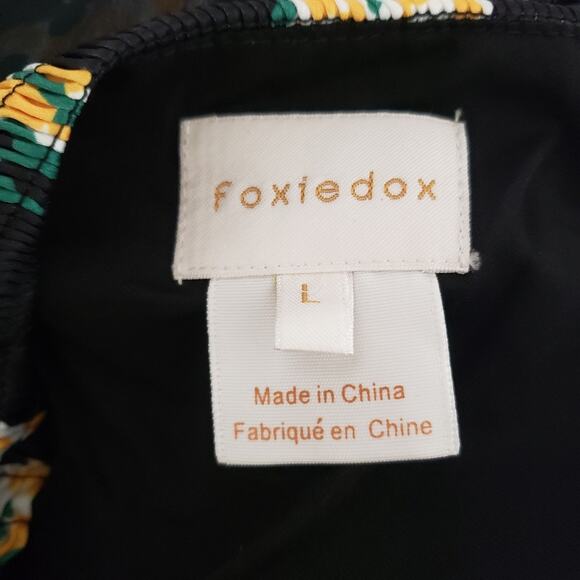 foxiedox
L
Made in China
Fabriqué en Chine